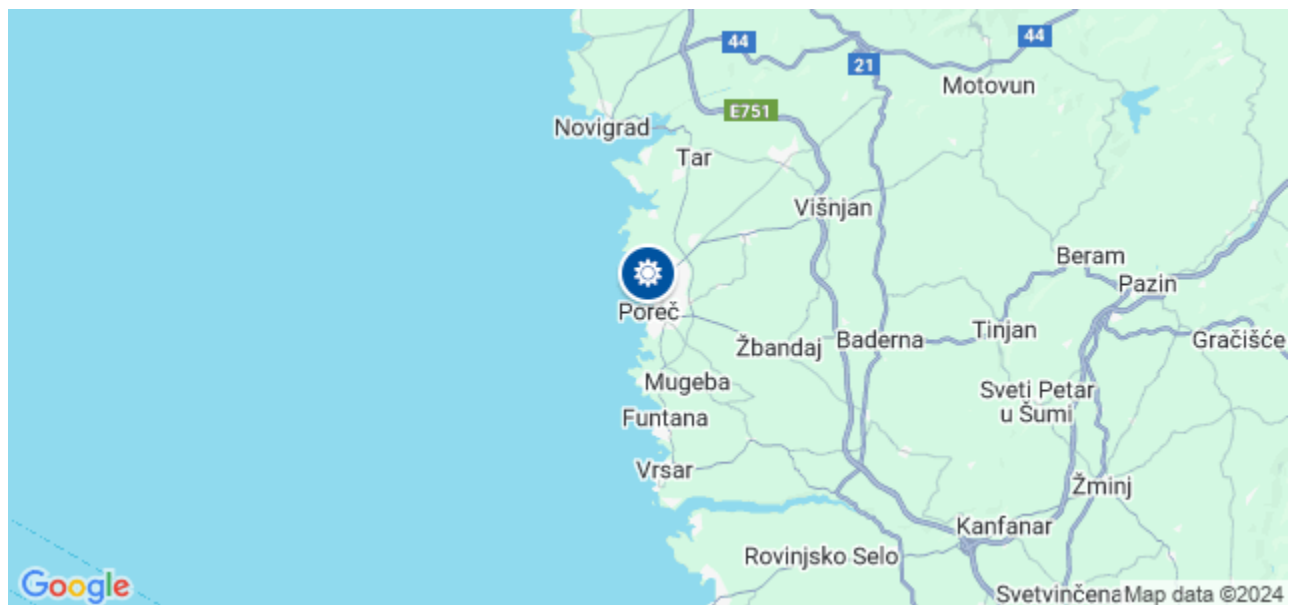 44
44
21
Motovun
E751
Novigrad
Tar
Višnjan
Beram
Pazin
Poreč
Tinjan
Žbandaj
Baderna
Gračišće
Mugeba
Sveti Petar
u Šumi
Funtana
Vrsar
Žminj
Kanfanar
Rovinjsko Selo
Google
Svetvinčena
Map data ©2024